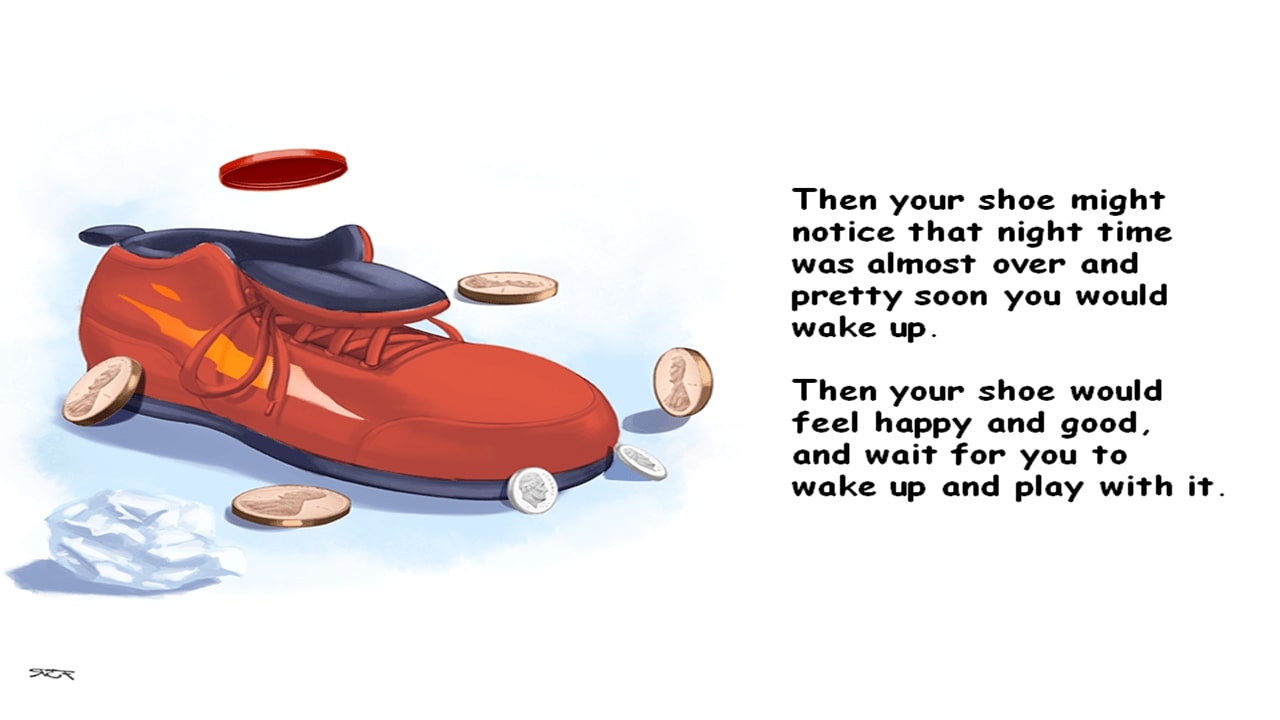 Then your shoe might
notice that night time
was almost over and
pretty soon you would
wake up.
Then your shoe would
feel happy and good,
and wait for you to
wake up and play with it.